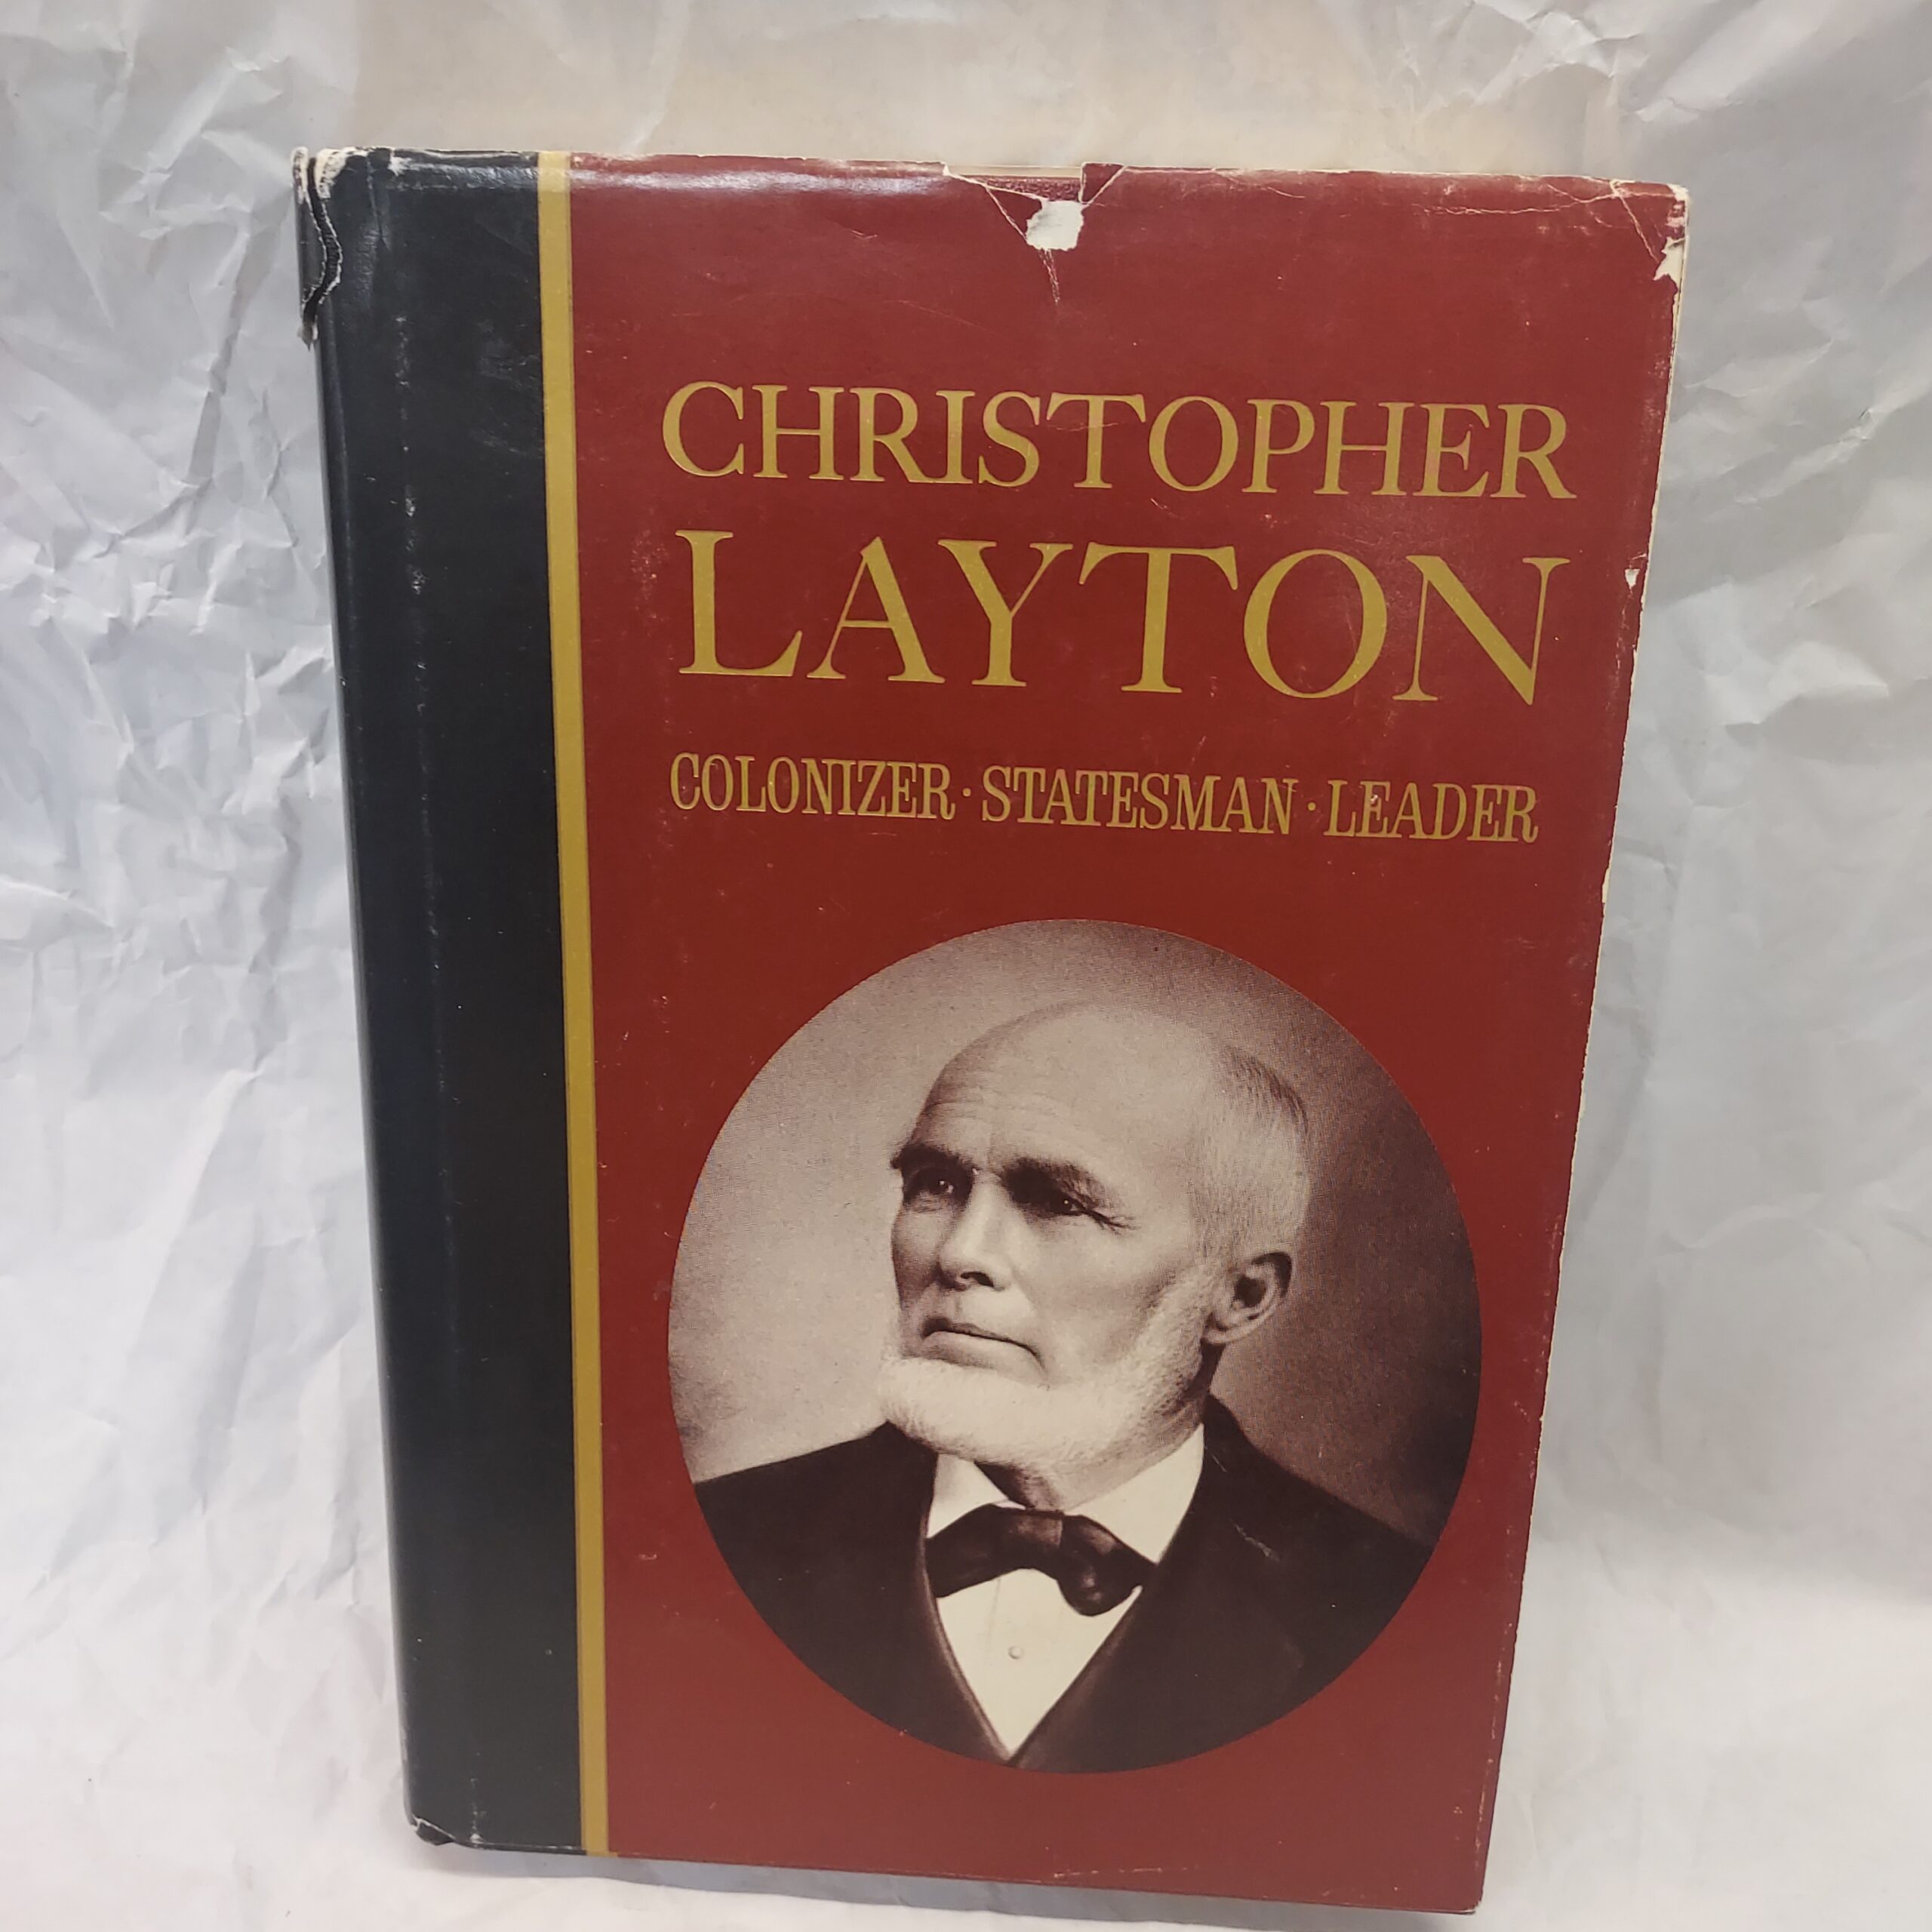 CHRISTOPHER
LAYTON
COLONIZER · STATESMAN · LEADER